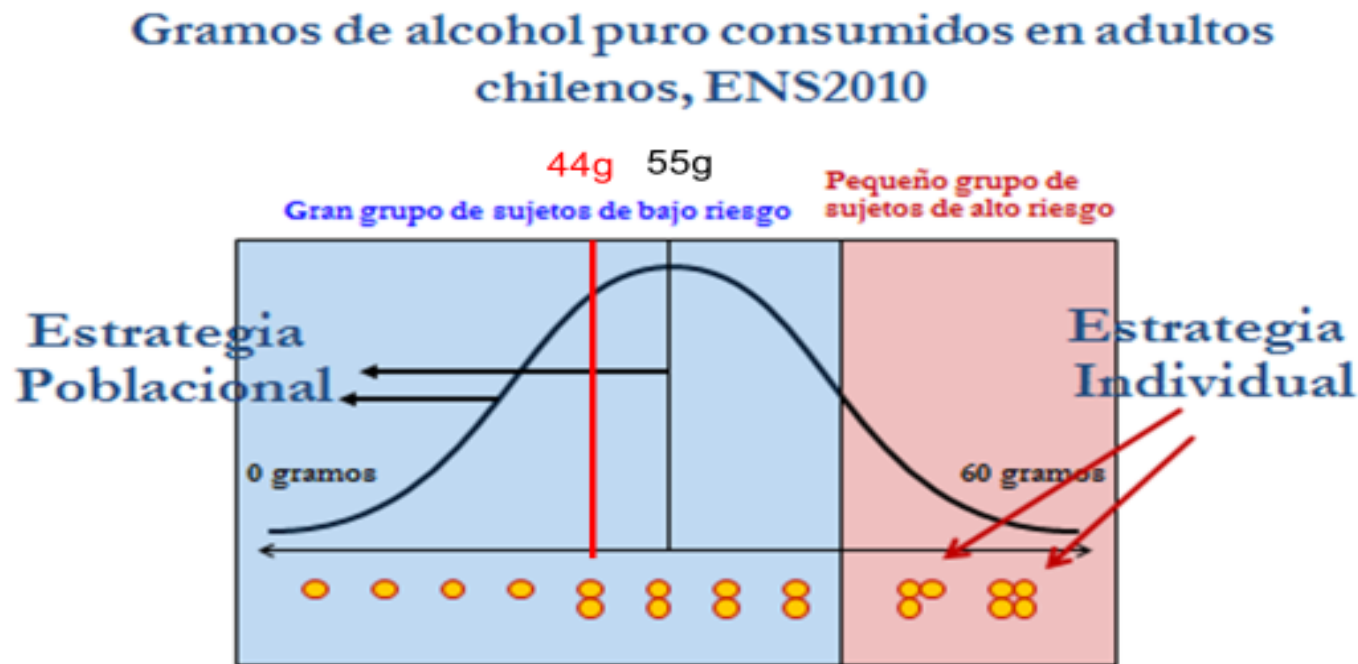 Gramos de alcohol puro consumidos en adultos
chilenos, ENS2010
44g 55g
Gran grupo de sujetos de bajo riesgo
Pequeño grupo de
sujetos de alto riesgo
Estrategia
Poblacional
Estrategia
Individual
0 gramos
60 gramos